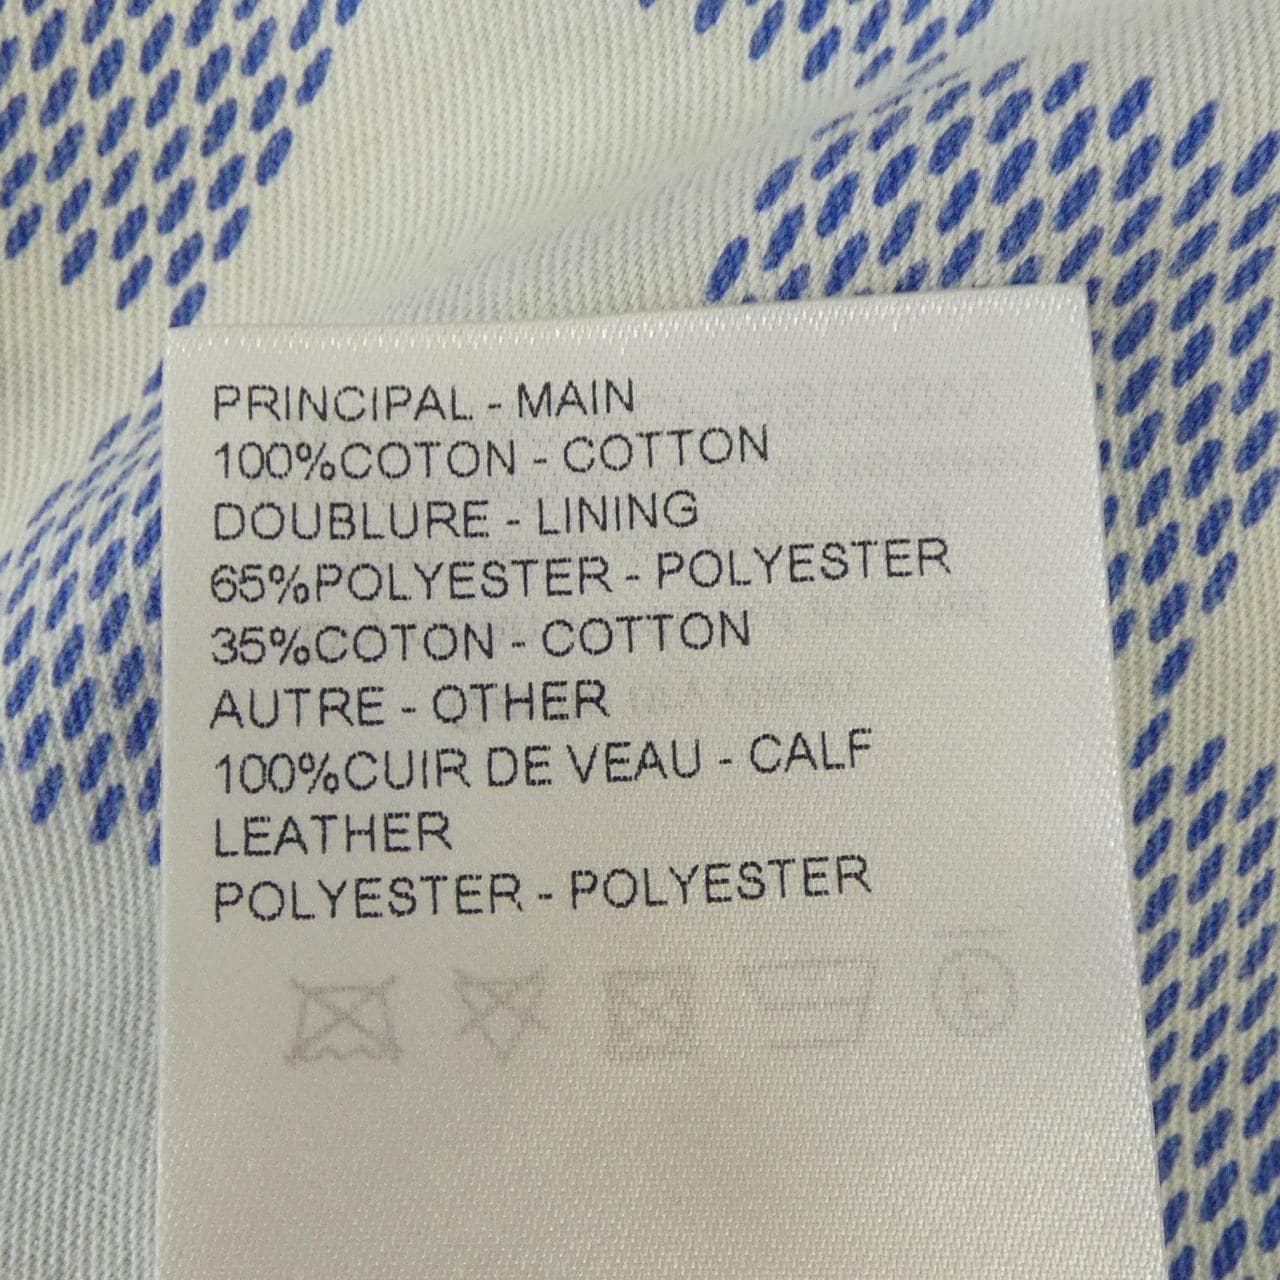 PRINCIPAL - MAIN
100%COTON - COTTON
DOUBLURE - LINING
65%POLYESTER - POLYESTER
35%COTON - COTTON
AUTRE - OTHER
100%CUIR DE VEAU - CALF
LEATHER
POLYESTER - POLYESTER